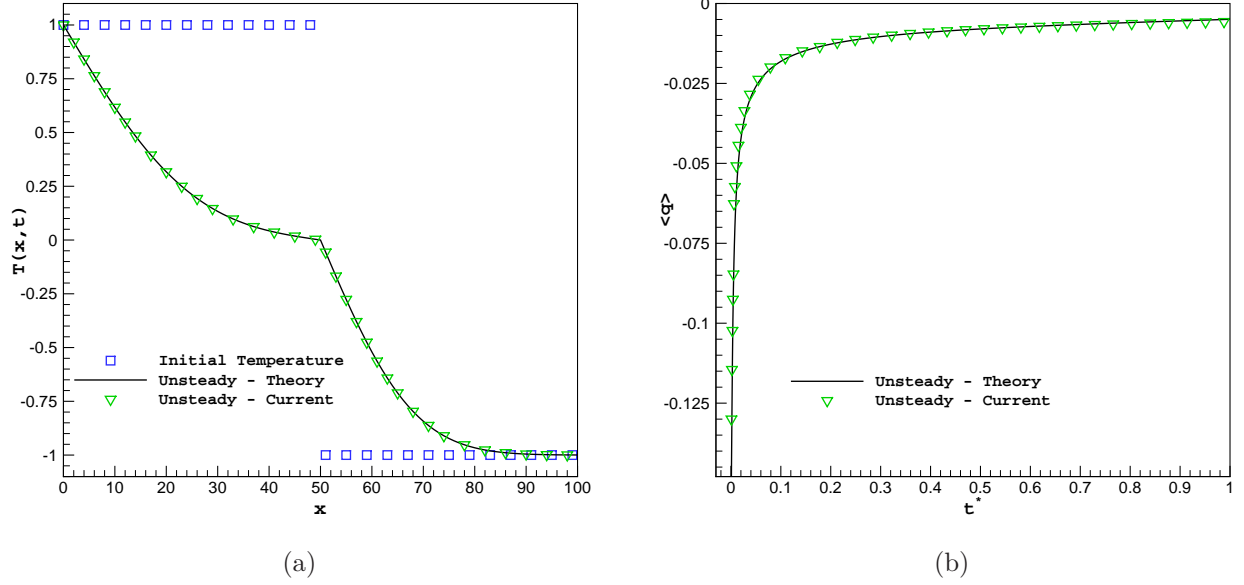 1
0.75
0.5
0.25
0
-0.25
-0.5
-0.75
-1
T(x,t)
Initial Temperature
Unsteady - Theory
Unsteady - Current
0 10 20 30 40 50 60 70 80 90 100
x
(a)
0
-0.025
-0.05
-0.075
-0.1
-0.125
<q>
Unsteady - Theory
Unsteady - Current
0 0.1 0.2 0.3 0.4 0.5 0.6 0.7 0.8 0.9 1
t*
(b)